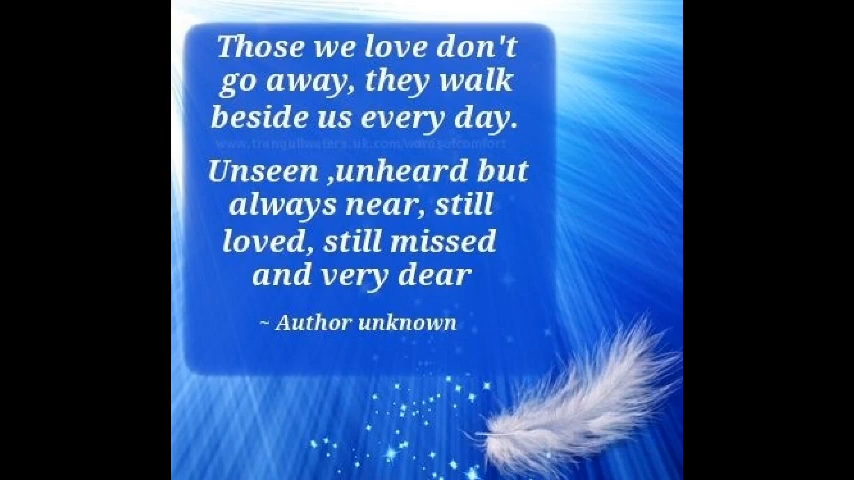 Those we love don't
go away, they walk
beside us every day.
Unseen ,unheard but
always near, still
loved, still missed
and very dear
~ Author unknown